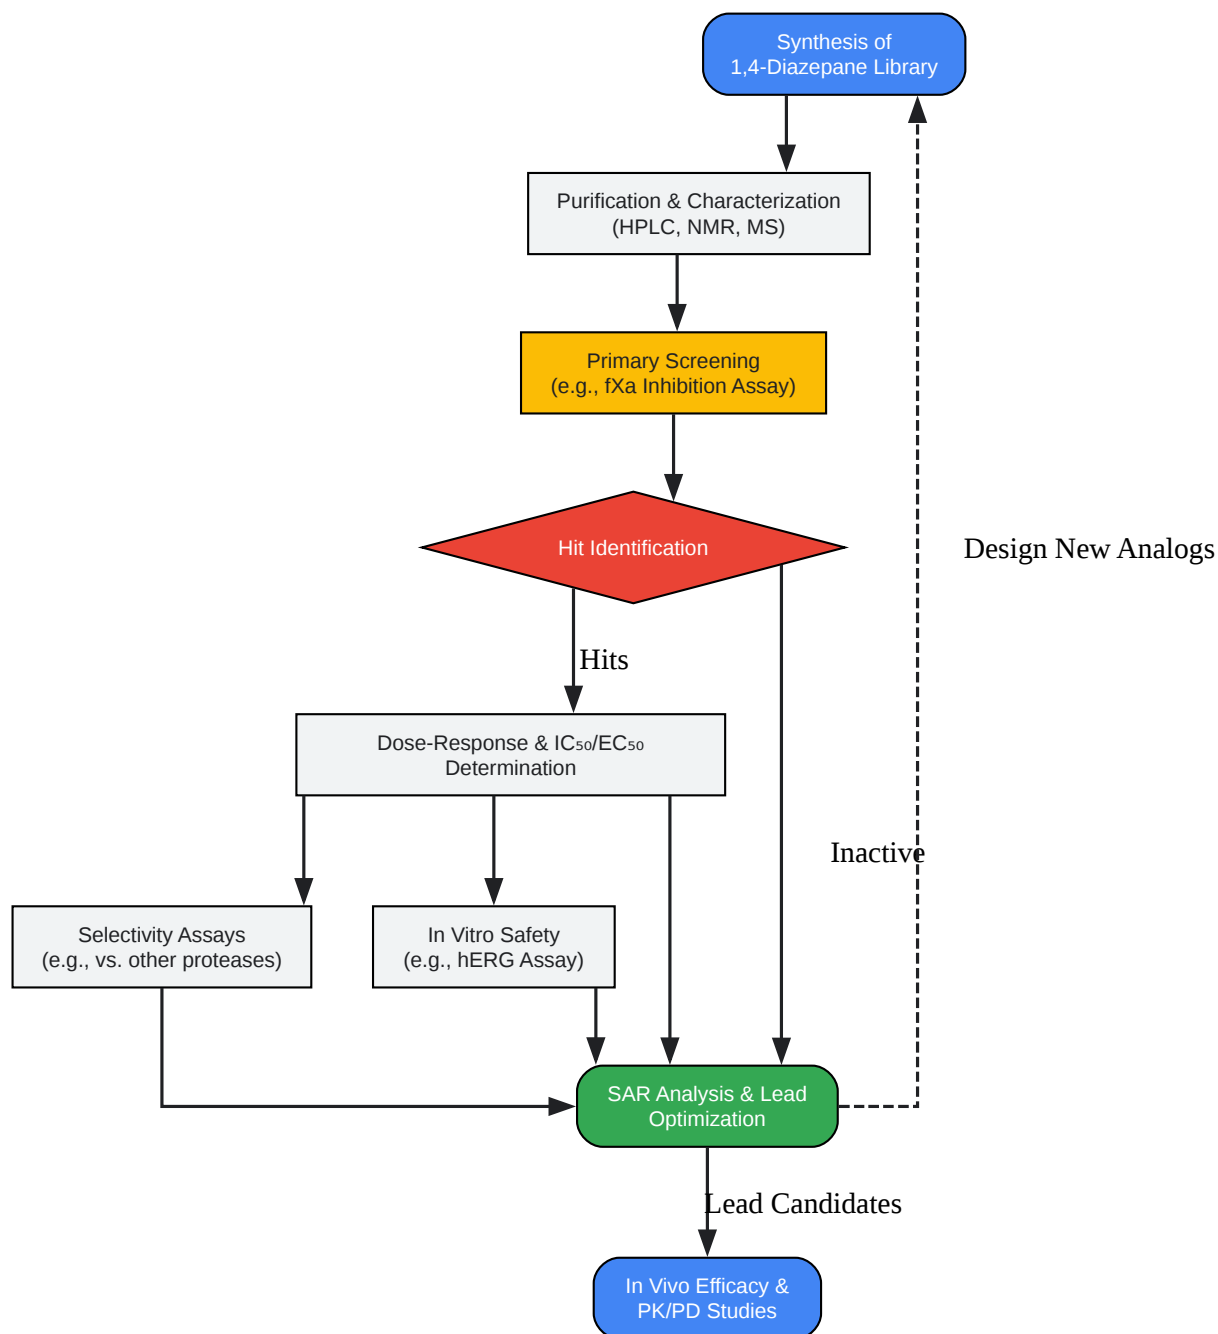 Synthesis of
1,4-Diazepane Library
Purification & Characterization
(HPLC, NMR, MS)
Primary Screening
(e.g., fXa Inhibition Assay)
Hit Identification
Design New Analogs
Hits
Dose-Response & IC₅₀/EC₅₀
Determination
Inactive
Selectivity Assays
(e.g., vs. other proteases)
In Vitro Safety
(e.g., hERG Assay)
SAR Analysis & Lead
Optimization
Lead Candidates
In Vivo Efficacy &
PK/PD Studies